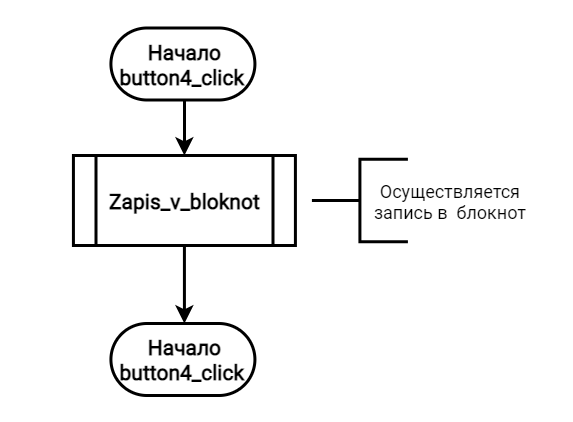 Начало
button4_click
Zapis_v_bloknot
Осуществляется
запись в  блокнот
Начало
button4_click